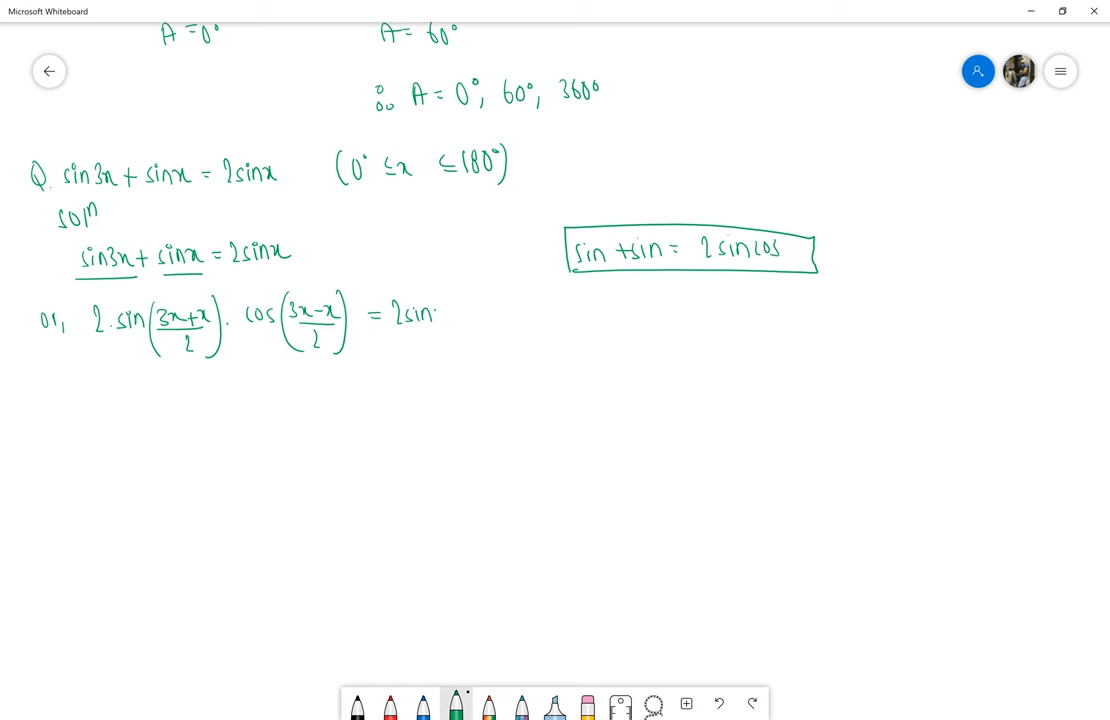 Microsoft Whiteboard
A = 0° A = 60°
∴ A = 0°, 60°, 360°
Q. sin3x + sinx = 2sinx (0° ≤ x ≤ 180°)
solⁿ
sin3x + sinx = 2sinx
sin + sin = 2 sin cos
or, 2. sin((3x+x)/2) . cos((3x-x)/2) = 2sin